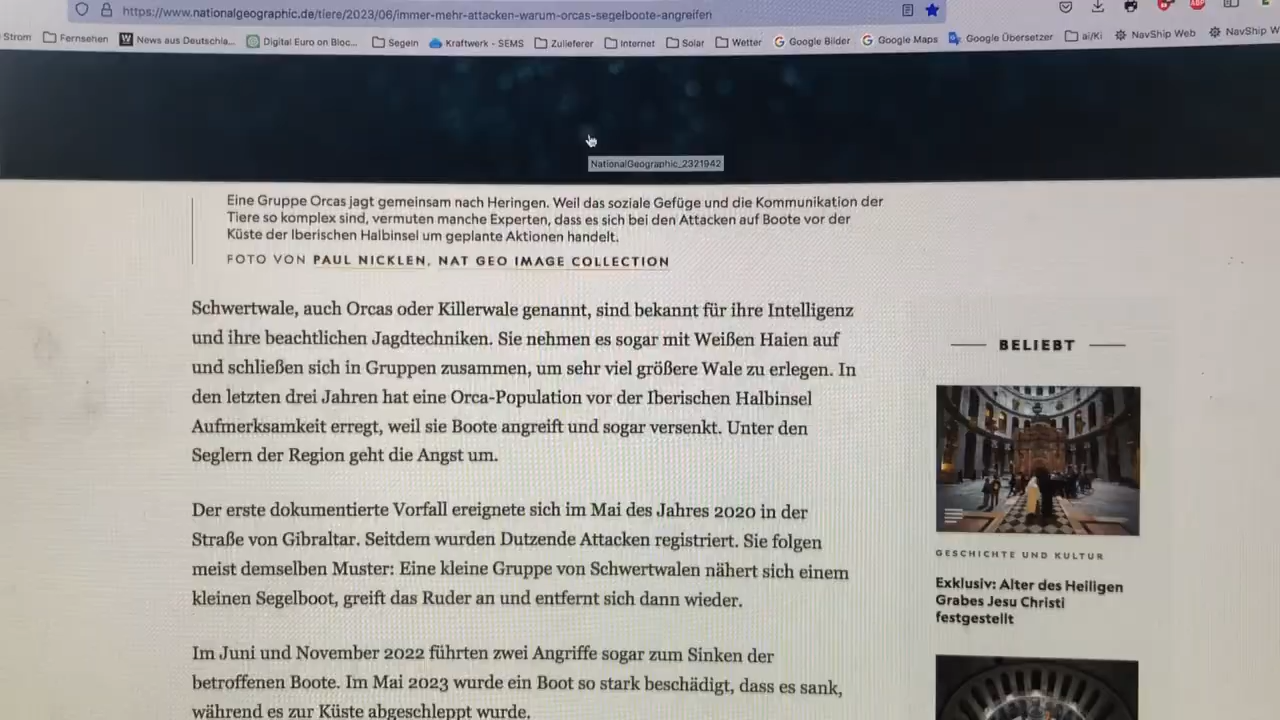 https://www.nationalgeographic.de/tiere/2023/06/immer-mehr-attacken-warum-orcas-segelboote-angreifen
Strom Fernsehen News aus Deutschla... Digital Euro on Bloc... Segeln Kraftwerk - SEMS Zulieferer Internet Solar Wetter Google Bilder Google Maps Google Übersetzer ai/Ki NavShip Web NavShip W
NationalGeographic_2321942
Eine Gruppe Orcas jagt gemeinsam nach Heringen. Weil das soziale Gefüge und die Kommunikation der
Tiere so komplex sind, vermuten manche Experten, dass es sich bei den Attacken auf Boote vor der
Küste der Iberischen Halbinsel um geplante Aktionen handelt.
FOTO VON PAUL NICKLEN, NAT GEO IMAGE COLLECTION
Schwertwale, auch Orcas oder Killerwale genannt, sind bekannt für ihre Intelligenz
und ihre beachtlichen Jagdtechniken. Sie nehmen es sogar mit Weißen Haien auf
und schließen sich in Gruppen zusammen, um sehr viel größere Wale zu erlegen. In
den letzten drei Jahren hat eine Orca-Population vor der Iberischen Halbinsel
Aufmerksamkeit erregt, weil sie Boote angreift und sogar versenkt. Unter den
Seglern der Region geht die Angst um.
Der erste dokumentierte Vorfall ereignete sich im Mai des Jahres 2020 in der
Straße von Gibraltar. Seitdem wurden Dutzende Attacken registriert. Sie folgen
meist demselben Muster: Eine kleine Gruppe von Schwertwalen nähert sich einem
kleinen Segelboot, greift das Ruder an und entfernt sich dann wieder.
Im Juni und November 2022 führten zwei Angriffe sogar zum Sinken der
betroffenen Boote. Im Mai 2023 wurde ein Boot so stark beschädigt, dass es sank,
während es zur Küste abgeschleppt wurde.
BELIEBT
GESCHICHTE UND KULTUR
Exklusiv: Alter des Heiligen
Grabes Jesu Christi
festgestellt